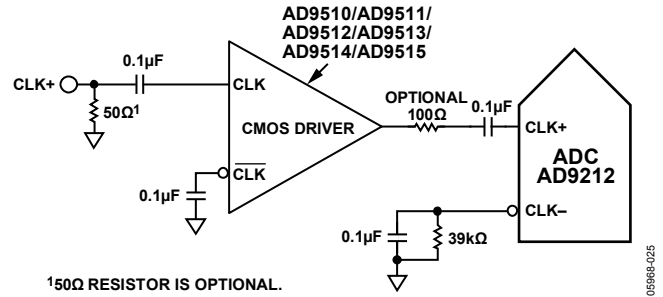 AD9510/AD9511/
AD9512/AD9513/
AD9514/AD9515
0.1µF
CLK+
CLK
50Ω¹
CMOS DRIVER
OPTIONAL
100Ω
0.1µF
CLK+
ADC
AD9212
CLK
0.1µF
CLK–
0.1µF
39kΩ
¹50Ω RESISTOR IS OPTIONAL.
05968-025